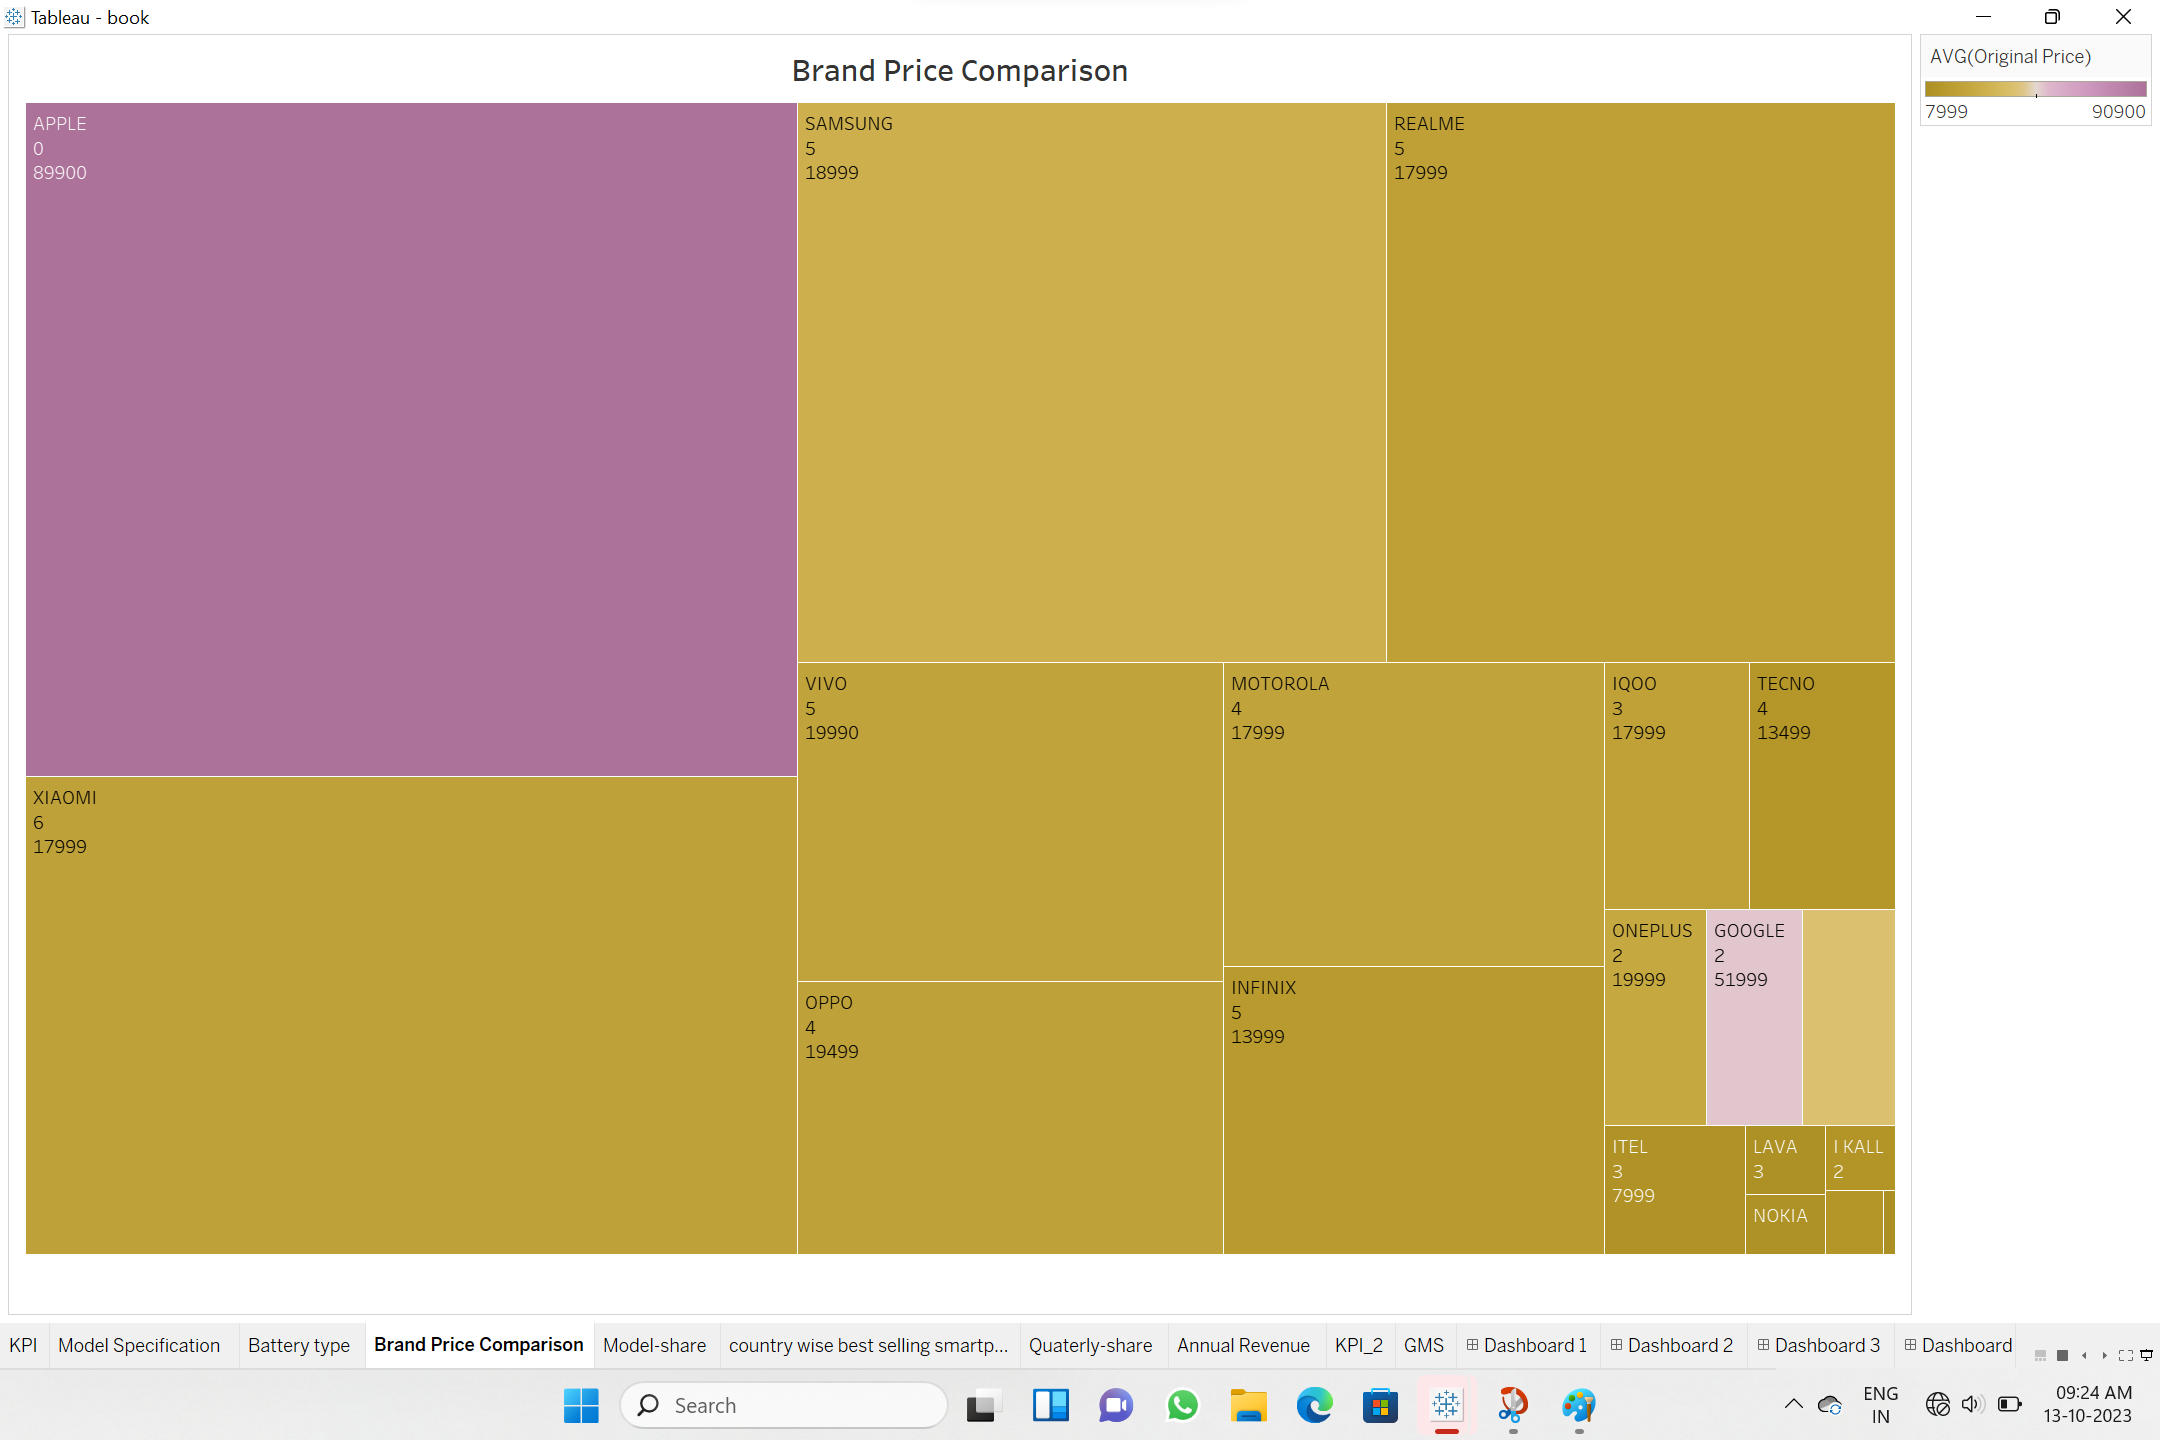 Tableau - book
Brand Price Comparison
AVG(Original Price)
7999 90900
APPLE
0
89900
SAMSUNG
5
18999
REALME
5
17999
XIAOMI
6
17999
VIVO
5
19990
MOTOROLA
4
17999
IQOO
3
17999
TECNO
4
13499
OPPO
4
19499
INFINIX
5
13999
ONEPLUS
2
19999
GOOGLE
2
51999
ITEL
3
7999
LAVA
3
I KALL
2
NOKIA
KPI Model Specification Battery type Brand Price Comparison Model-share country wise best selling smartp... Quaterly-share Annual Revenue KPI_2 GMS Dashboard 1 Dashboard 2 Dashboard 3 Dashboard
Search
ENG
IN
09:24 AM
13-10-2023